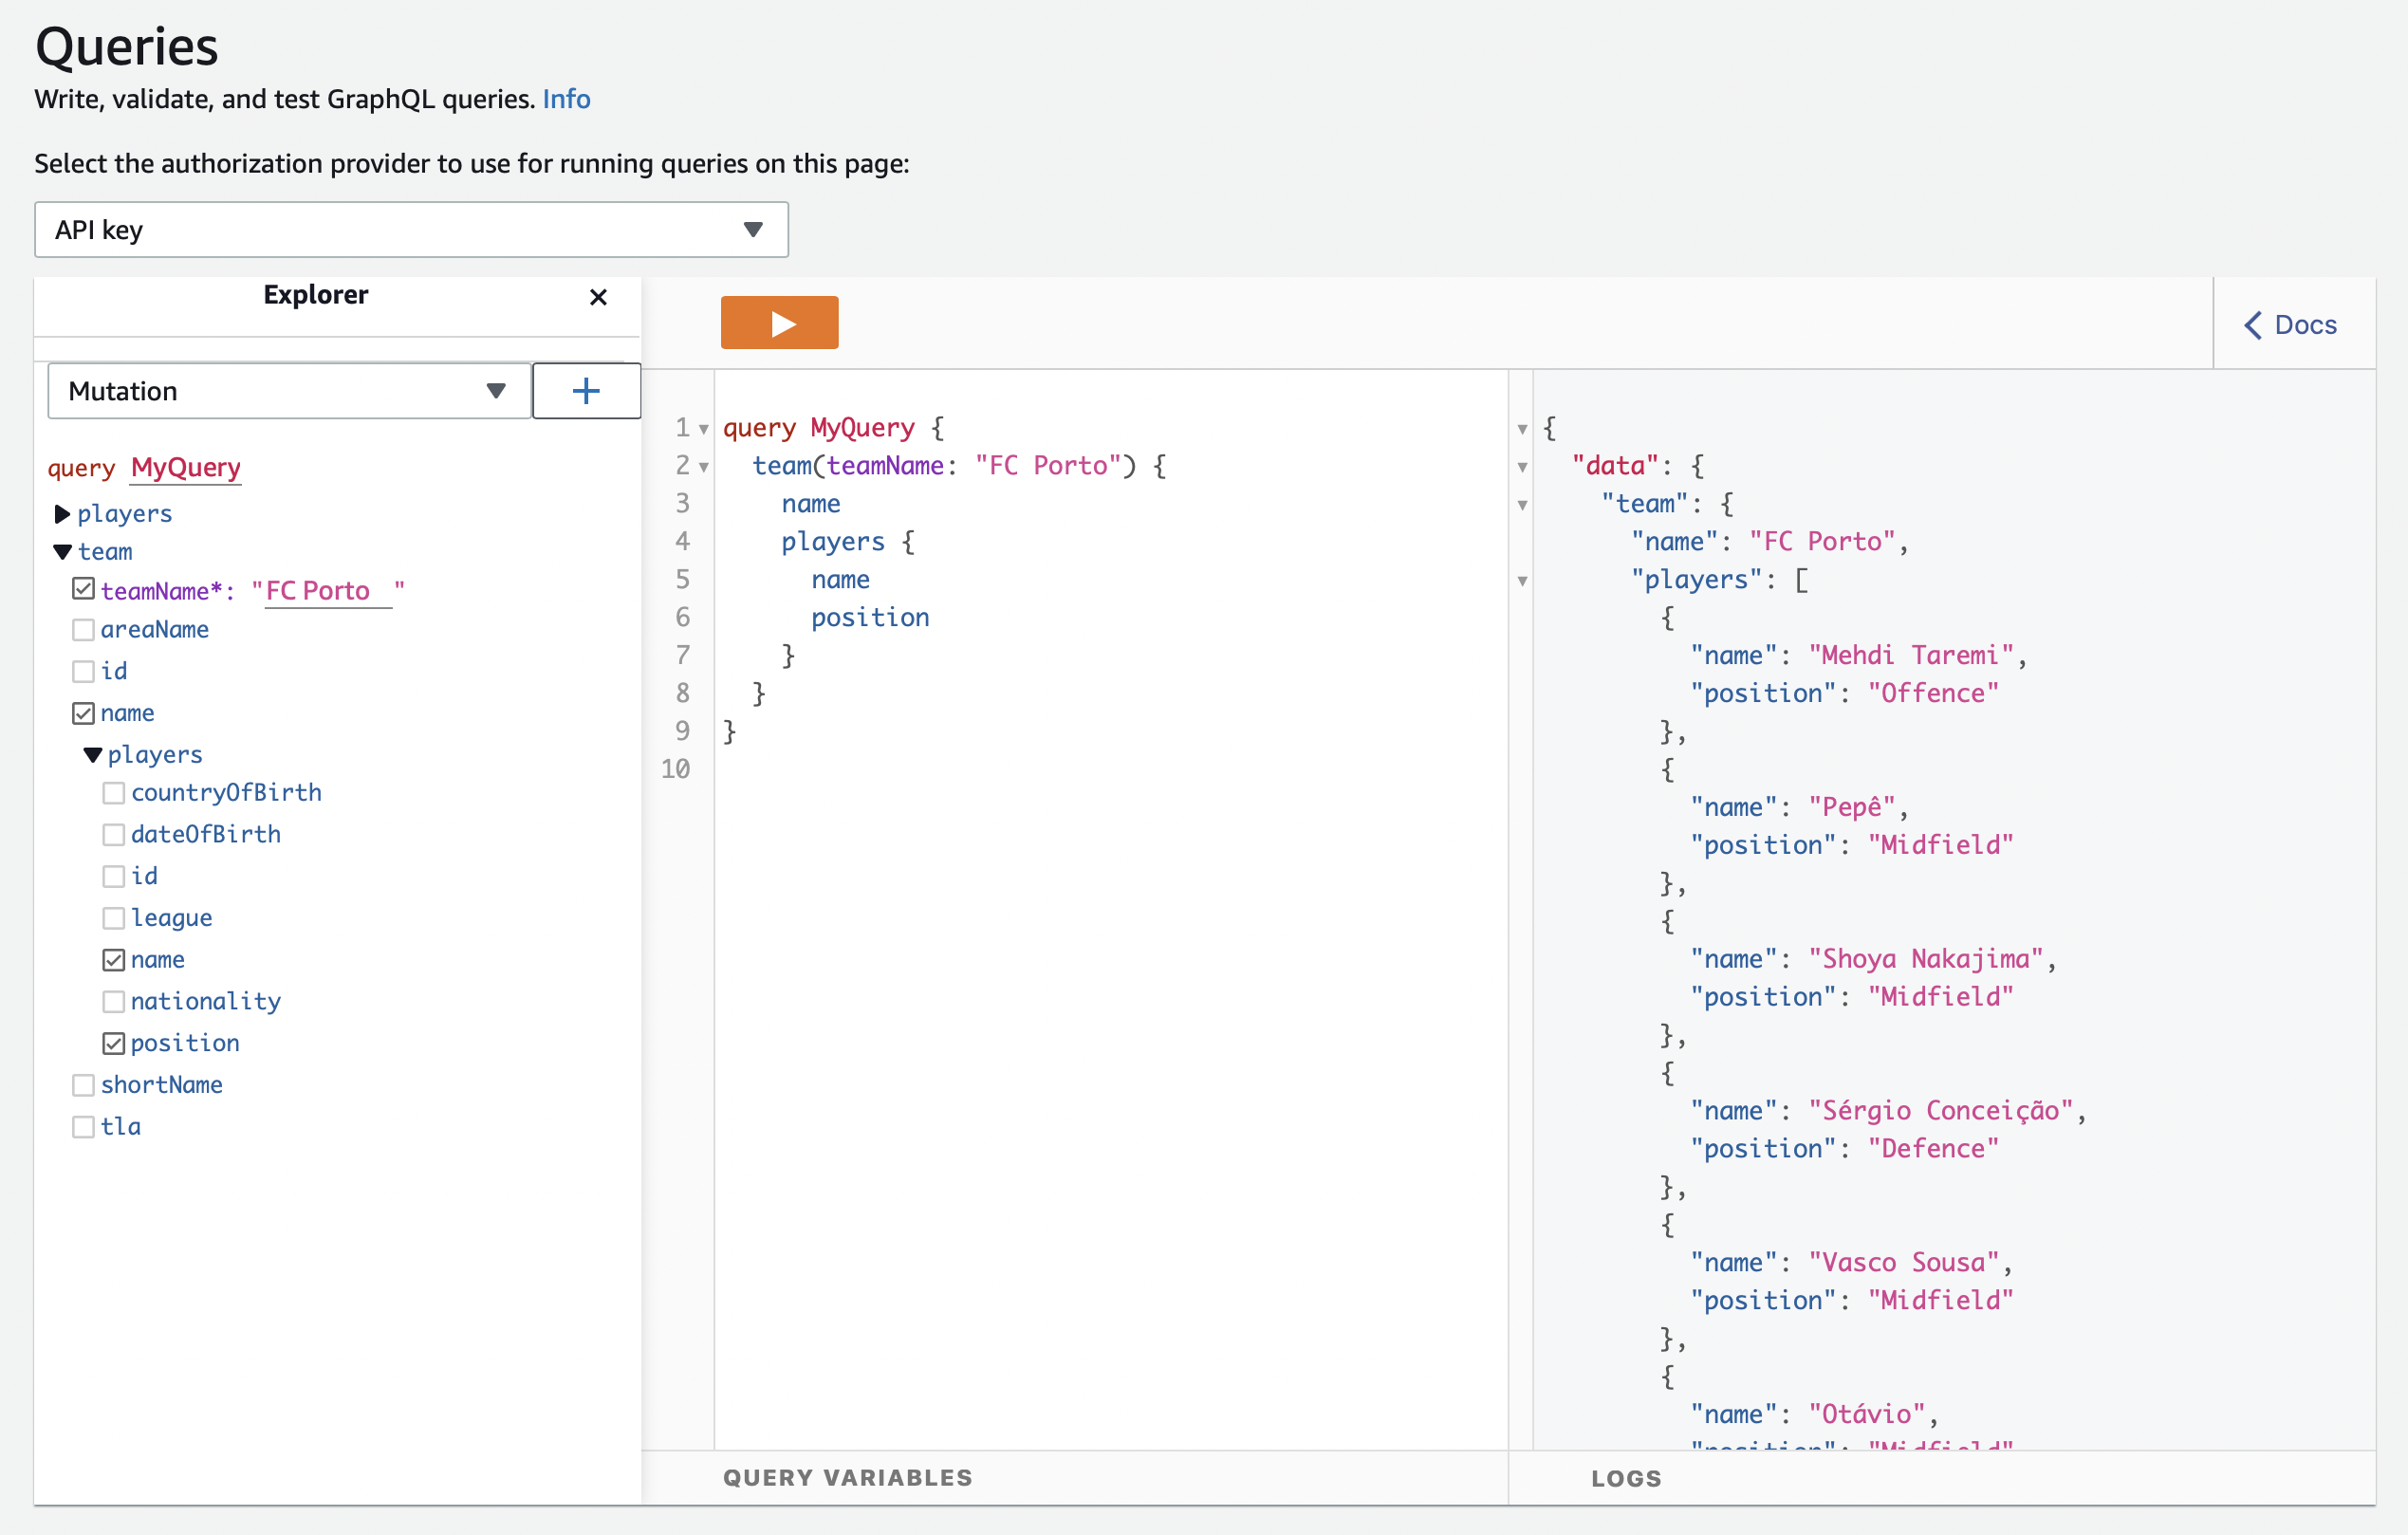 Queries
Write, validate, and test GraphQL queries. Info
Select the authorization provider to use for running queries on this page:
API key
Explorer
Mutation
query MyQuery
players
team
teamName*: "FC Porto "
areaName
id
name
players
countryOfBirth
dateOfBirth
id
league
name
nationality
position
shortName
tla
Docs
1 query MyQuery {
2 team(teamName: "FC Porto") {
3 name
4 players {
5 name
6 position
7 }
8 }
9 }
10
QUERY VARIABLES
{
"data": {
"team": {
"name": "FC Porto",
"players": [
{
"name": "Mehdi Taremi",
"position": "Offence"
},
{
"name": "Pepê",
"position": "Midfield"
},
{
"name": "Shoya Nakajima",
"position": "Midfield"
},
{
"name": "Sérgio Conceição",
"position": "Defence"
},
{
"name": "Vasco Sousa",
"position": "Midfield"
},
{
"name": "Otávio",
"position": "Midfield"
LOGS